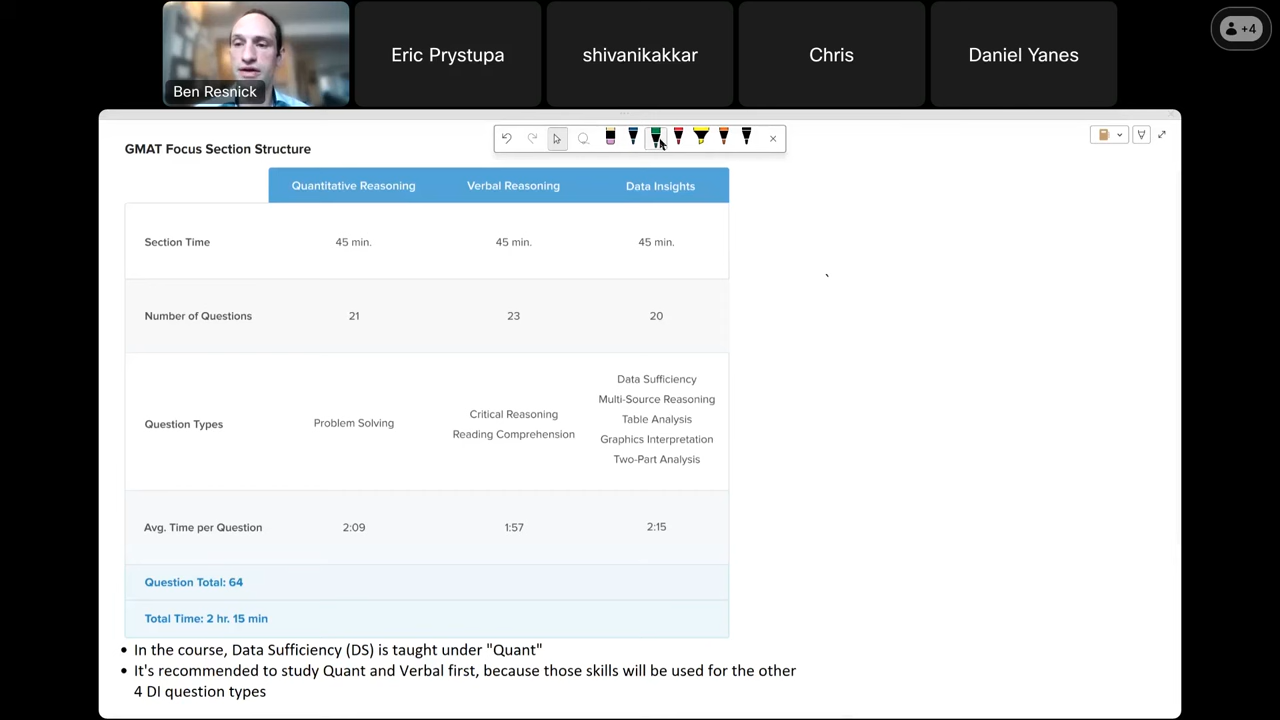 Ben Resnick
Eric Prystupa
shivanikakkar
Chris
Daniel Yanes
+4
GMAT Focus Section Structure
Quantitative Reasoning Verbal Reasoning Data Insights
Section Time 45 min. 45 min. 45 min.
Number of Questions 21 23 20
Question Types Problem Solving
Critical Reasoning
Reading Comprehension
Data Sufficiency
Multi-Source Reasoning
Table Analysis
Graphics Interpretation
Two-Part Analysis
Avg. Time per Question 2:09 1:57 2:15
Question Total: 64
Total Time: 2 hr. 15 min
• In the course, Data Sufficiency (DS) is taught under "Quant"
• It's recommended to study Quant and Verbal first, because those skills will be used for the other
4 DI question types